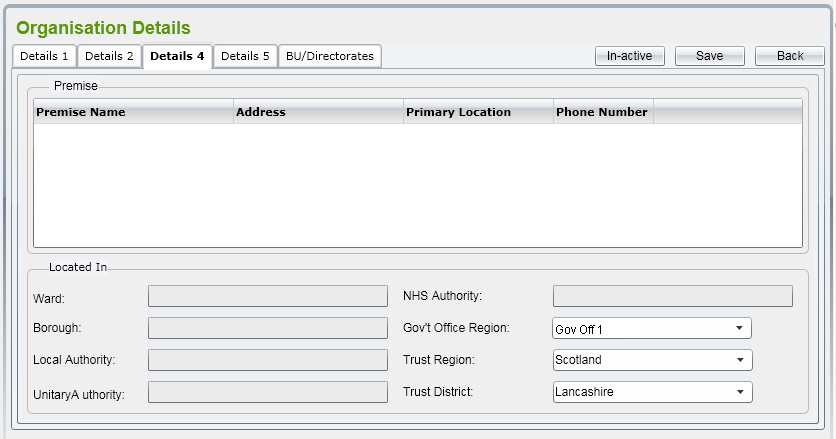 Organisation Details
Details 1 Details 2 Details 4 Details 5 BU/Directorates In-active Save Back
Premise
Premise Name Address Primary Location Phone Number
Located In
Ward: NHS Authority:
Borough: Gov't Office Region: Gov Off 1
Local Authority: Trust Region: Scotland
UnitaryA uthority: Trust District: Lancashire